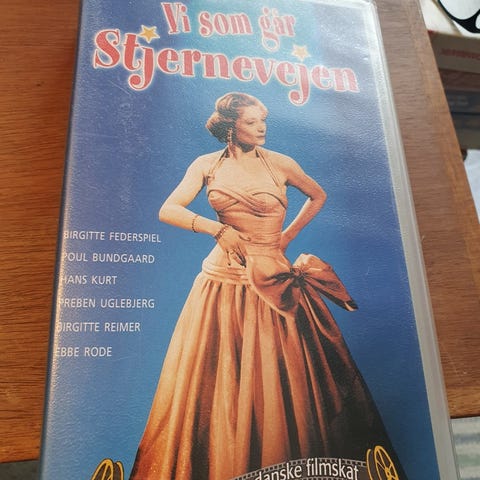 Vi som går
Stjernevejen
BIRGITTE FEDERSPIEL
POUL BUNDGAARD
HANS KURT
PREBEN UGLEBJERG
BIRGITTE REIMER
EBBE RODE
danske filmskat